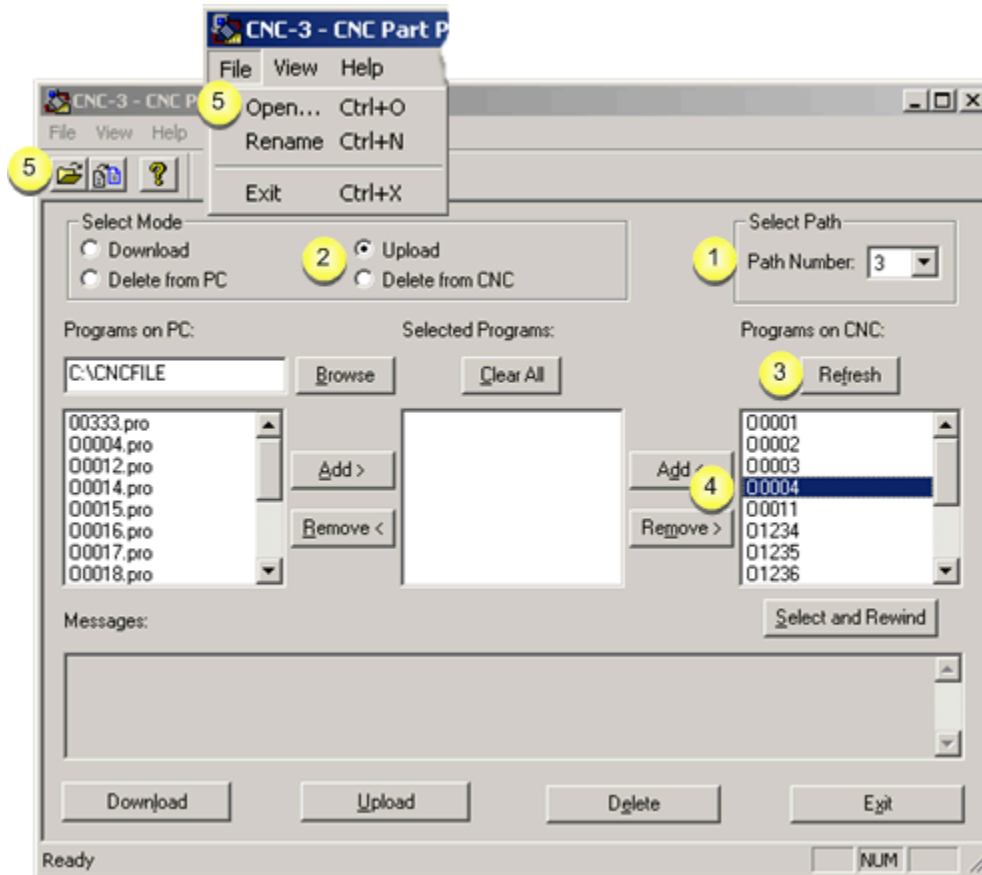 CNC-3 - CNC Part P
File View Help
5 Open... Ctrl+O
Rename Ctrl+N
Exit Ctrl+X
CNC-3 - CNC P
File View Help
5
Select Mode
Download
Delete from PC
2 Upload
Delete from CNC
Select Path
1 Path Number: 3
Programs on PC:
C:\CNCFILE
Browse
Selected Programs:
Clear All
Programs on CNC:
3 Refresh
O0333.pro
O0004.pro
O0012.pro
O0014.pro
O0015.pro
O0016.pro
O0017.pro
O0018.pro
Add >
Remove <
Add <
4
Remove >
O0001
O0002
O0003
O0004
O0011
O1234
O1235
O1236
Select and Rewind
Messages:
Download
Upload
Delete
Exit
Ready
NUM